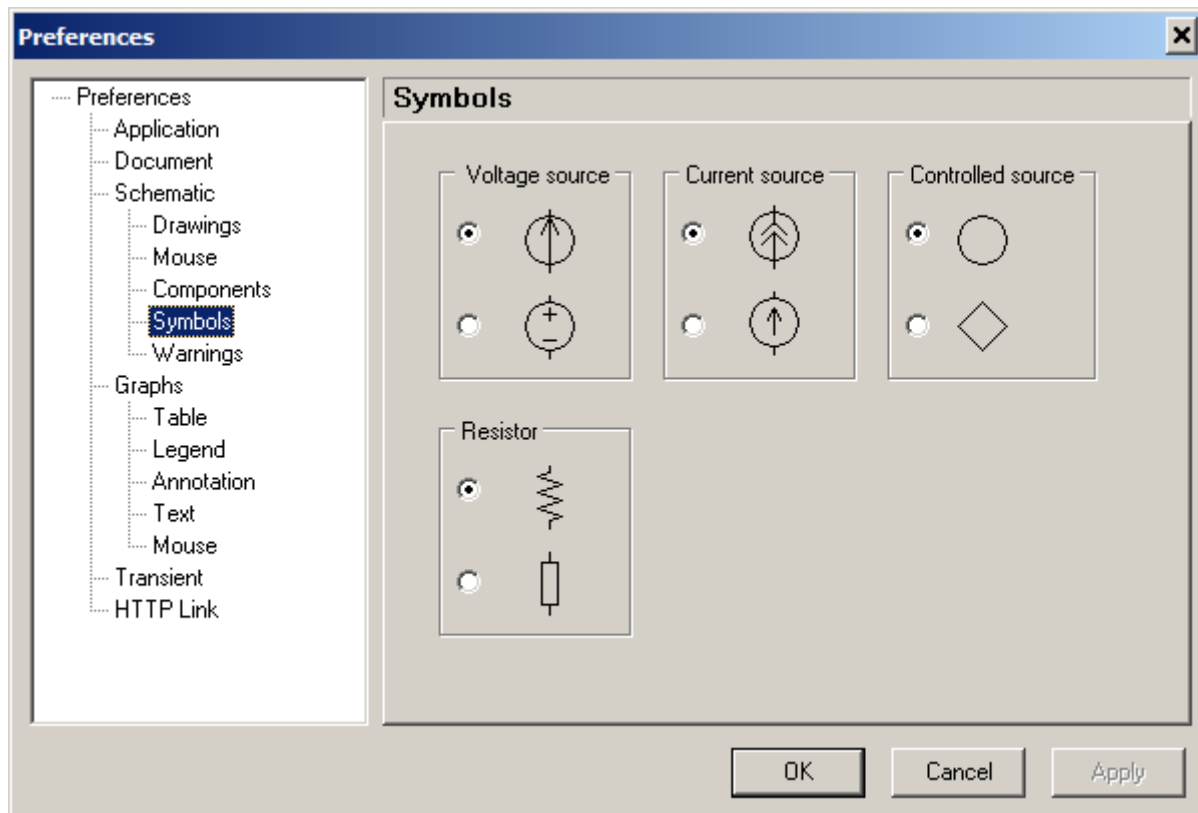 Preferences
Preferences
Application
Document
Schematic
Drawings
Mouse
Components
Symbols
Warnings
Graphs
Table
Legend
Annotation
Text
Mouse
Transient
HTTP Link
Symbols
Voltage source
Current source
Controlled source
Resistor
OK
Cancel
Apply